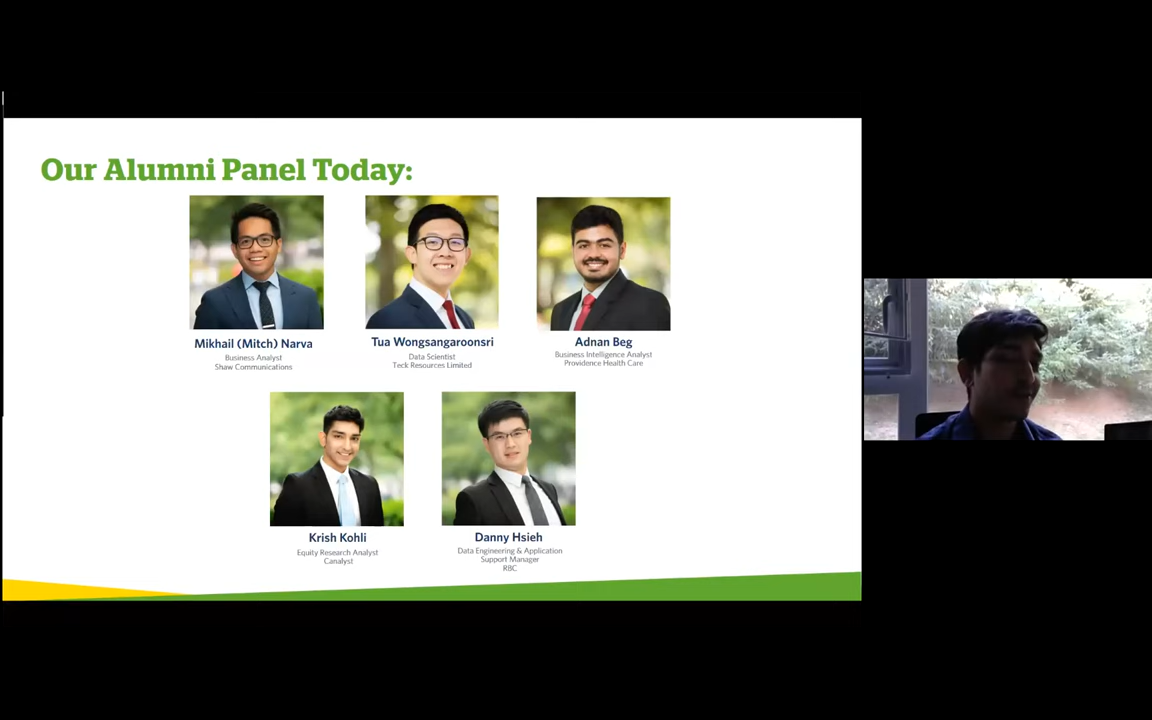 Our Alumni Panel Today:
Mikhail (Mitch) Narva
Business Analyst
Shaw Communications
Tua Wongsangaroonsri
Data Scientist
Teck Resources Limited
Adnan Beg
Business Intelligence Analyst
Providence Health Care
Krish Kohli
Equity Research Analyst
Canalyst
Danny Hsieh
Data Engineering & Application
Support Manager
RBC